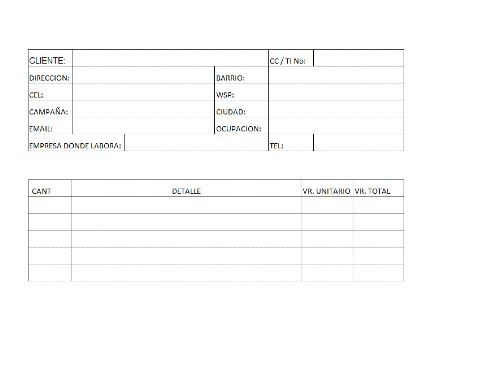 CLIENTE: CC / TI No:
DIRECCION: BARRIO:
CEL: WSP:
CAMPAÑA: CIUDAD:
EMAIL: OCUPACION:
EMPRESA DONDE LABORA: TEL:
CANT DETALLE VR. UNITARIO VR. TOTAL